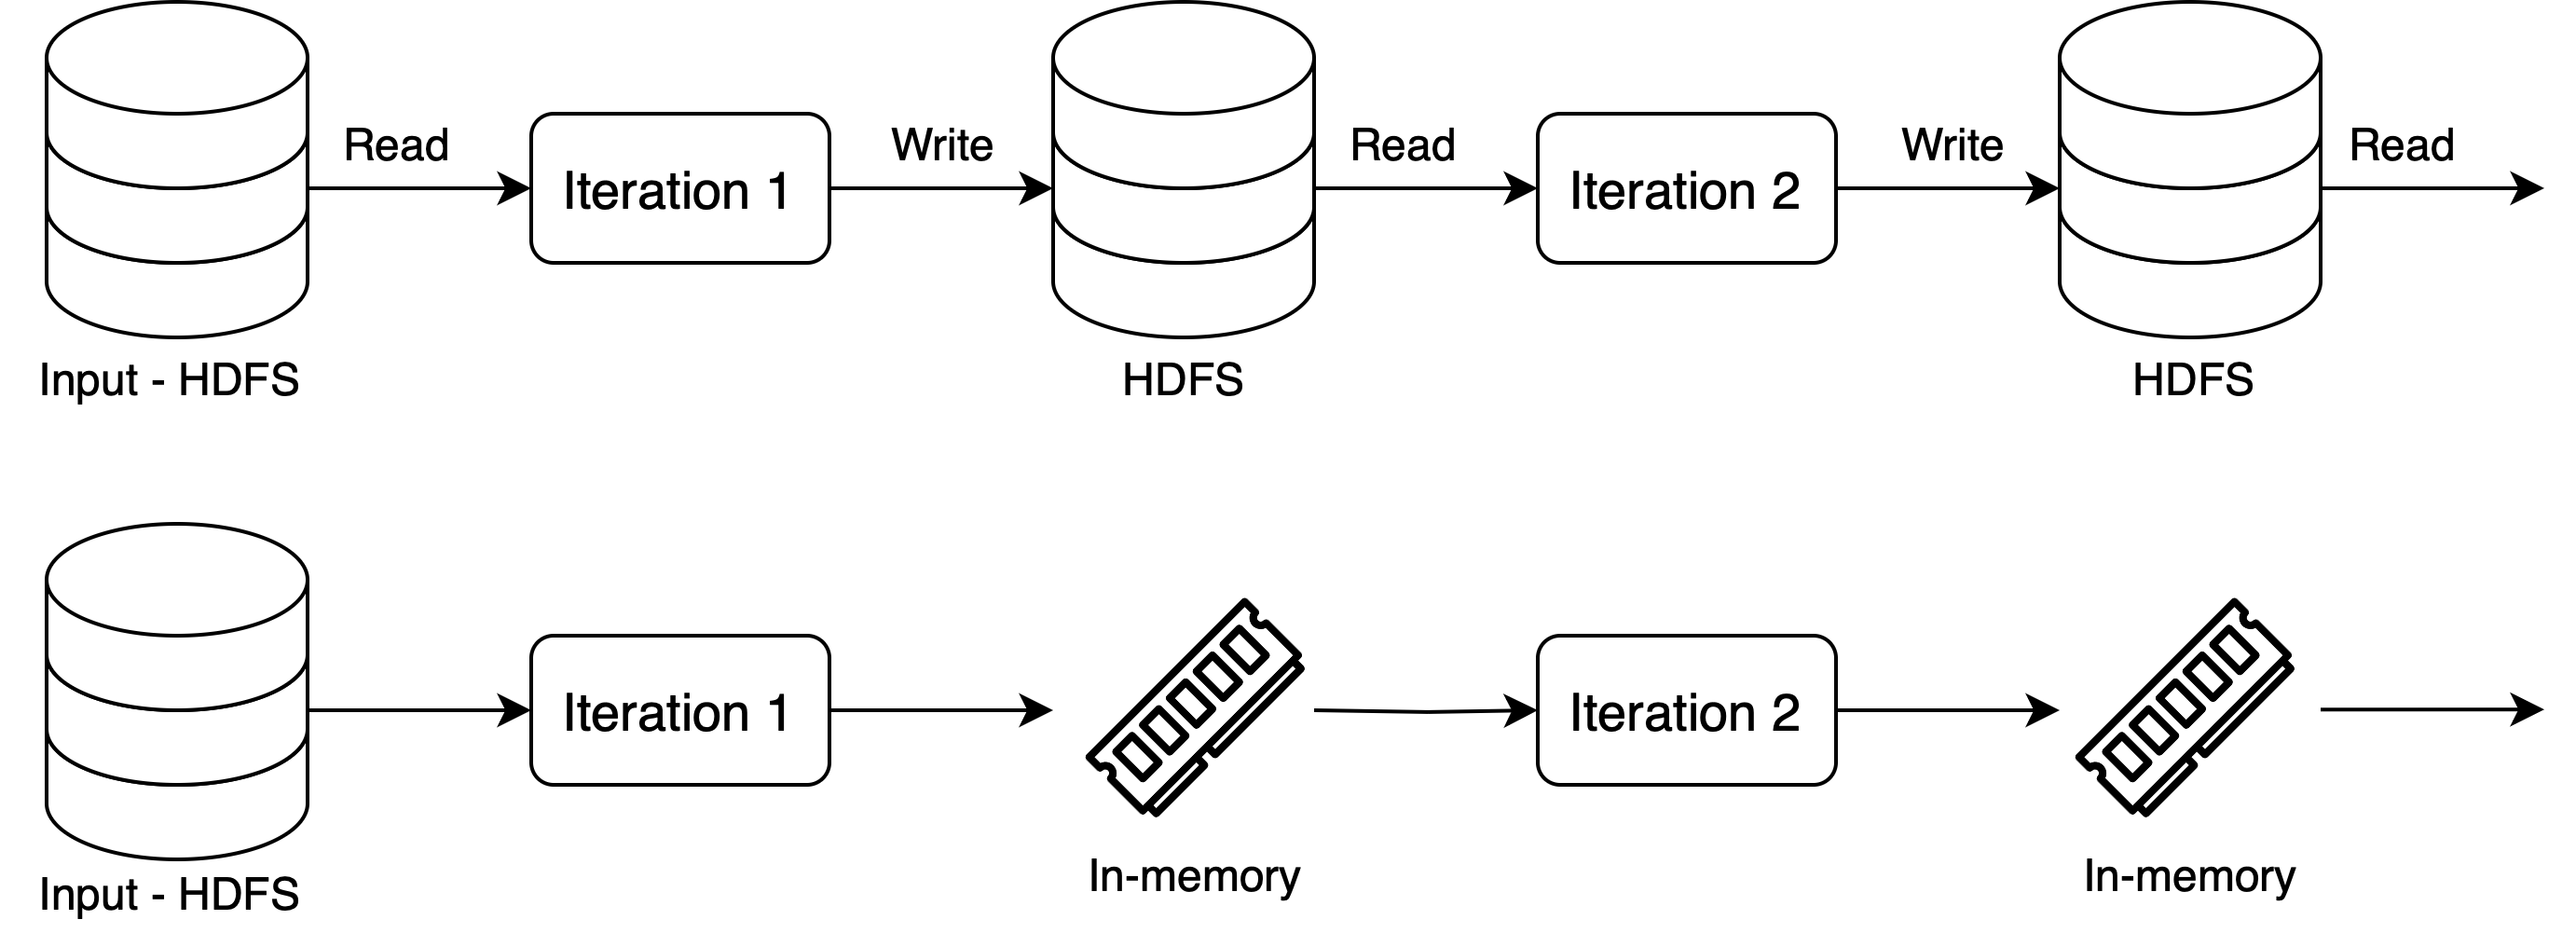 Read
Write
Read
Write
Read
Iteration 1
Iteration 2
Input - HDFS
HDFS
HDFS
Iteration 1
Iteration 2
In-memory
In-memory
Input - HDFS